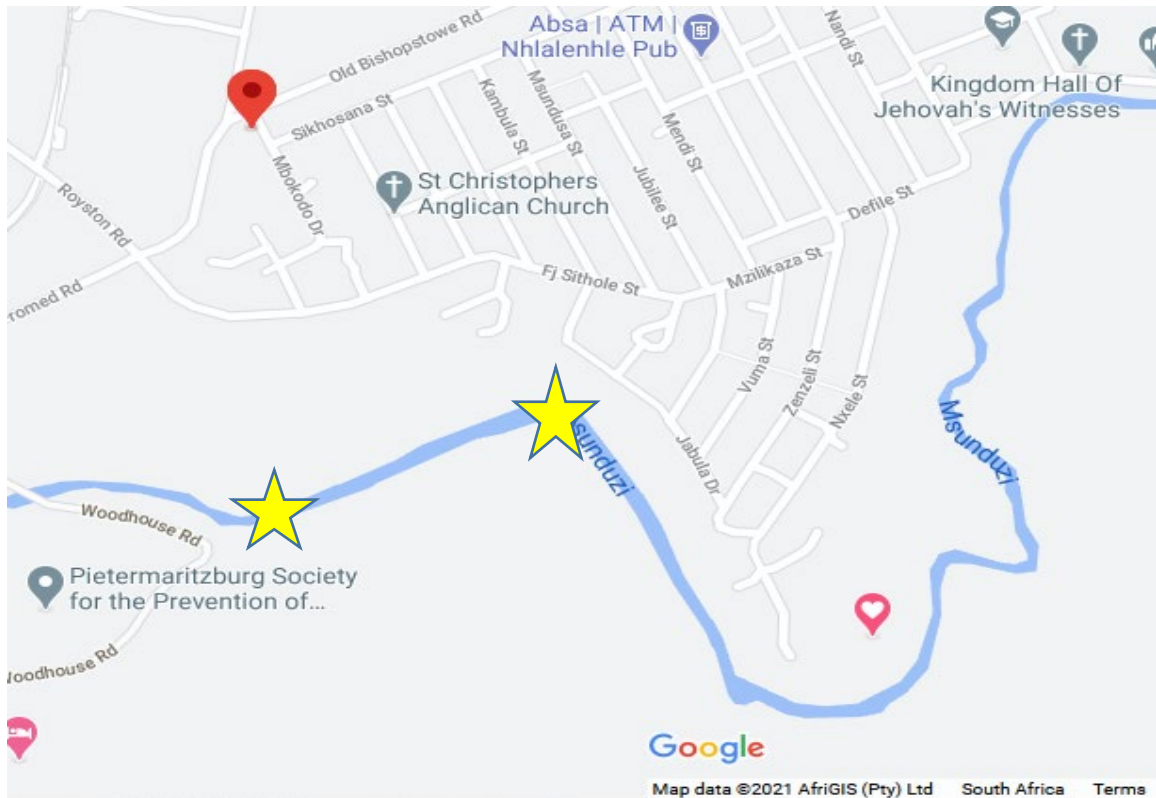 Absa | ATM |
Nhlalenhle Pub
Old Bishopstowe Rd
Nandi St
Kingdom Hall Of
Jehovah's Witnesses
Sikhosana St
Kambula St
Msundusa St
Mendi St
Mbokodo Dr
St Christophers
Anglican Church
Jubilee St
Defile St
Royston Rd
Fj Sithole St
Mzilikaza St
romed Rd
Vuma St
Zenzeli St
Nxele St
sunduzi
Msunduzi
Jabula Dr
Woodhouse Rd
Pietermaritzburg Society
for the Prevention of...
Woodhouse Rd
Google
Map data ©2021 AfriGIS (Pty) Ltd South Africa Terms